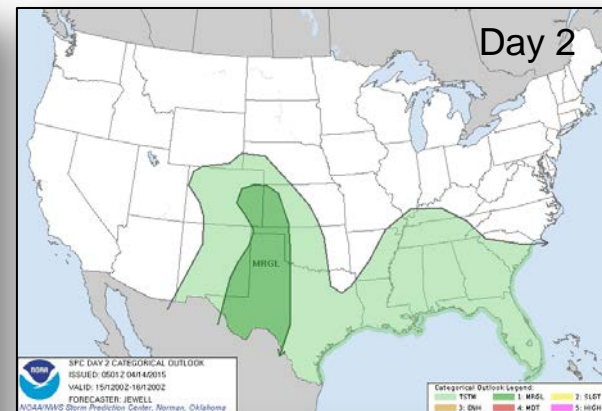 Day 2
MRGL
SPC DAY 2 CATEGORICAL OUTLOOK
ISSUED: 0501Z 04/14/2015
VALID: 15/1200Z-16/1200Z
FORECASTER: JEWELL
NOAA/NWS Storm Prediction Center, Norman, Oklahoma
NOAA
Categorical Outlook Legend:
TSTM 1: MRGL 2: SLGT
3: ENH 4: MDT 5: HIGH